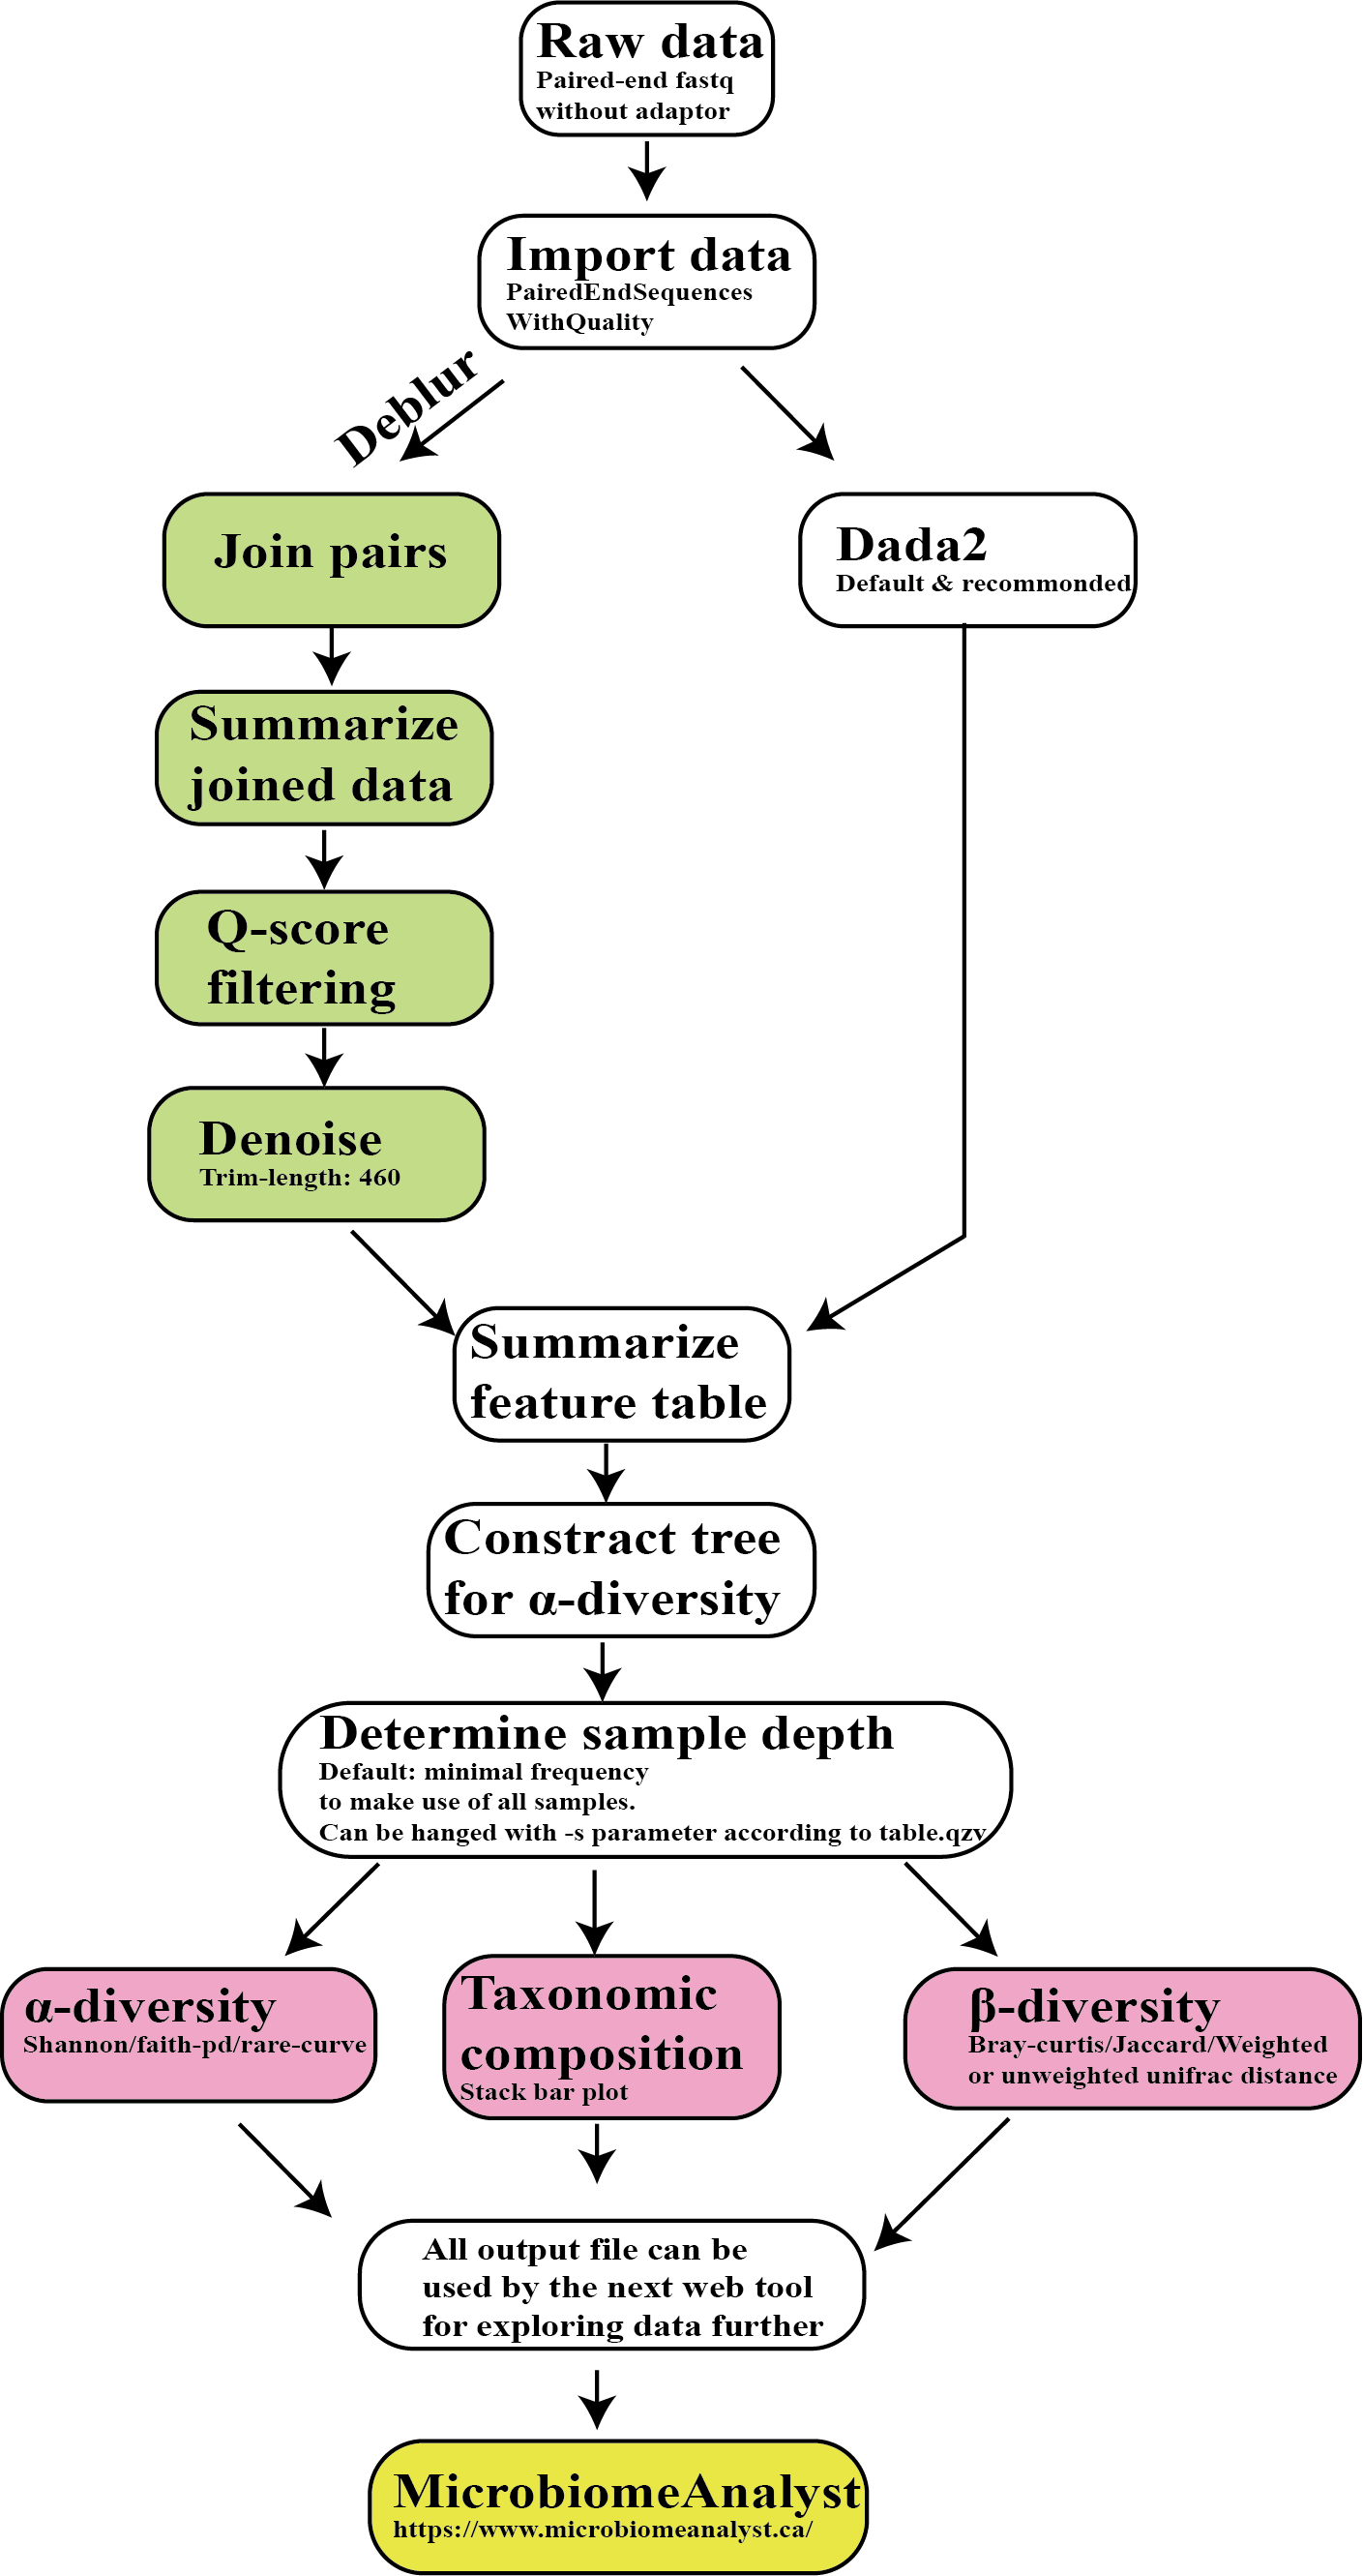 Raw data
Paired-end fastq
without adaptor
Import data
PairedEndSequences
WithQuality
Deblur
Join pairs
Dada2
Default & recommonded
Summarize
joined data
Q-score
filtering
Denoise
Trim-length: 460
Summarize
feature table
Constract tree
for α-diversity
Determine sample depth
Default: minimal frequency
to make use of all samples.
Can be hanged with -s parameter according to table.qzv
α-diversity
Shannon/faith-pd/rare-curve
Taxonomic
composition
Stack bar plot
β-diversity
Bray-curtis/Jaccard/Weighted
or unweighted unifrac distance
All output file can be
used by the next web tool
for exploring data further
MicrobiomeAnalyst
https://www.microbiomeanalyst.ca/